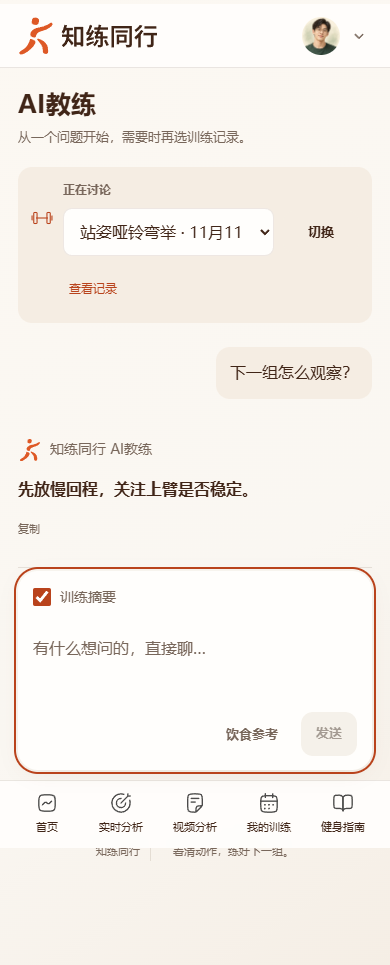 知练同行
AI教练
从一个问题开始，需要时再选训练记录。
正在讨论
站姿哑铃弯举 · 11月11
切换
查看记录
下一组怎么观察？
知练同行 AI教练
先放慢回程，关注上臂是否稳定。
复制
训练摘要
有什么想问的，直接聊...
饮食参考
发送
首页
实时分析
视频分析
我的训练
健身指南
知练同行
看清动作，练好下一组。